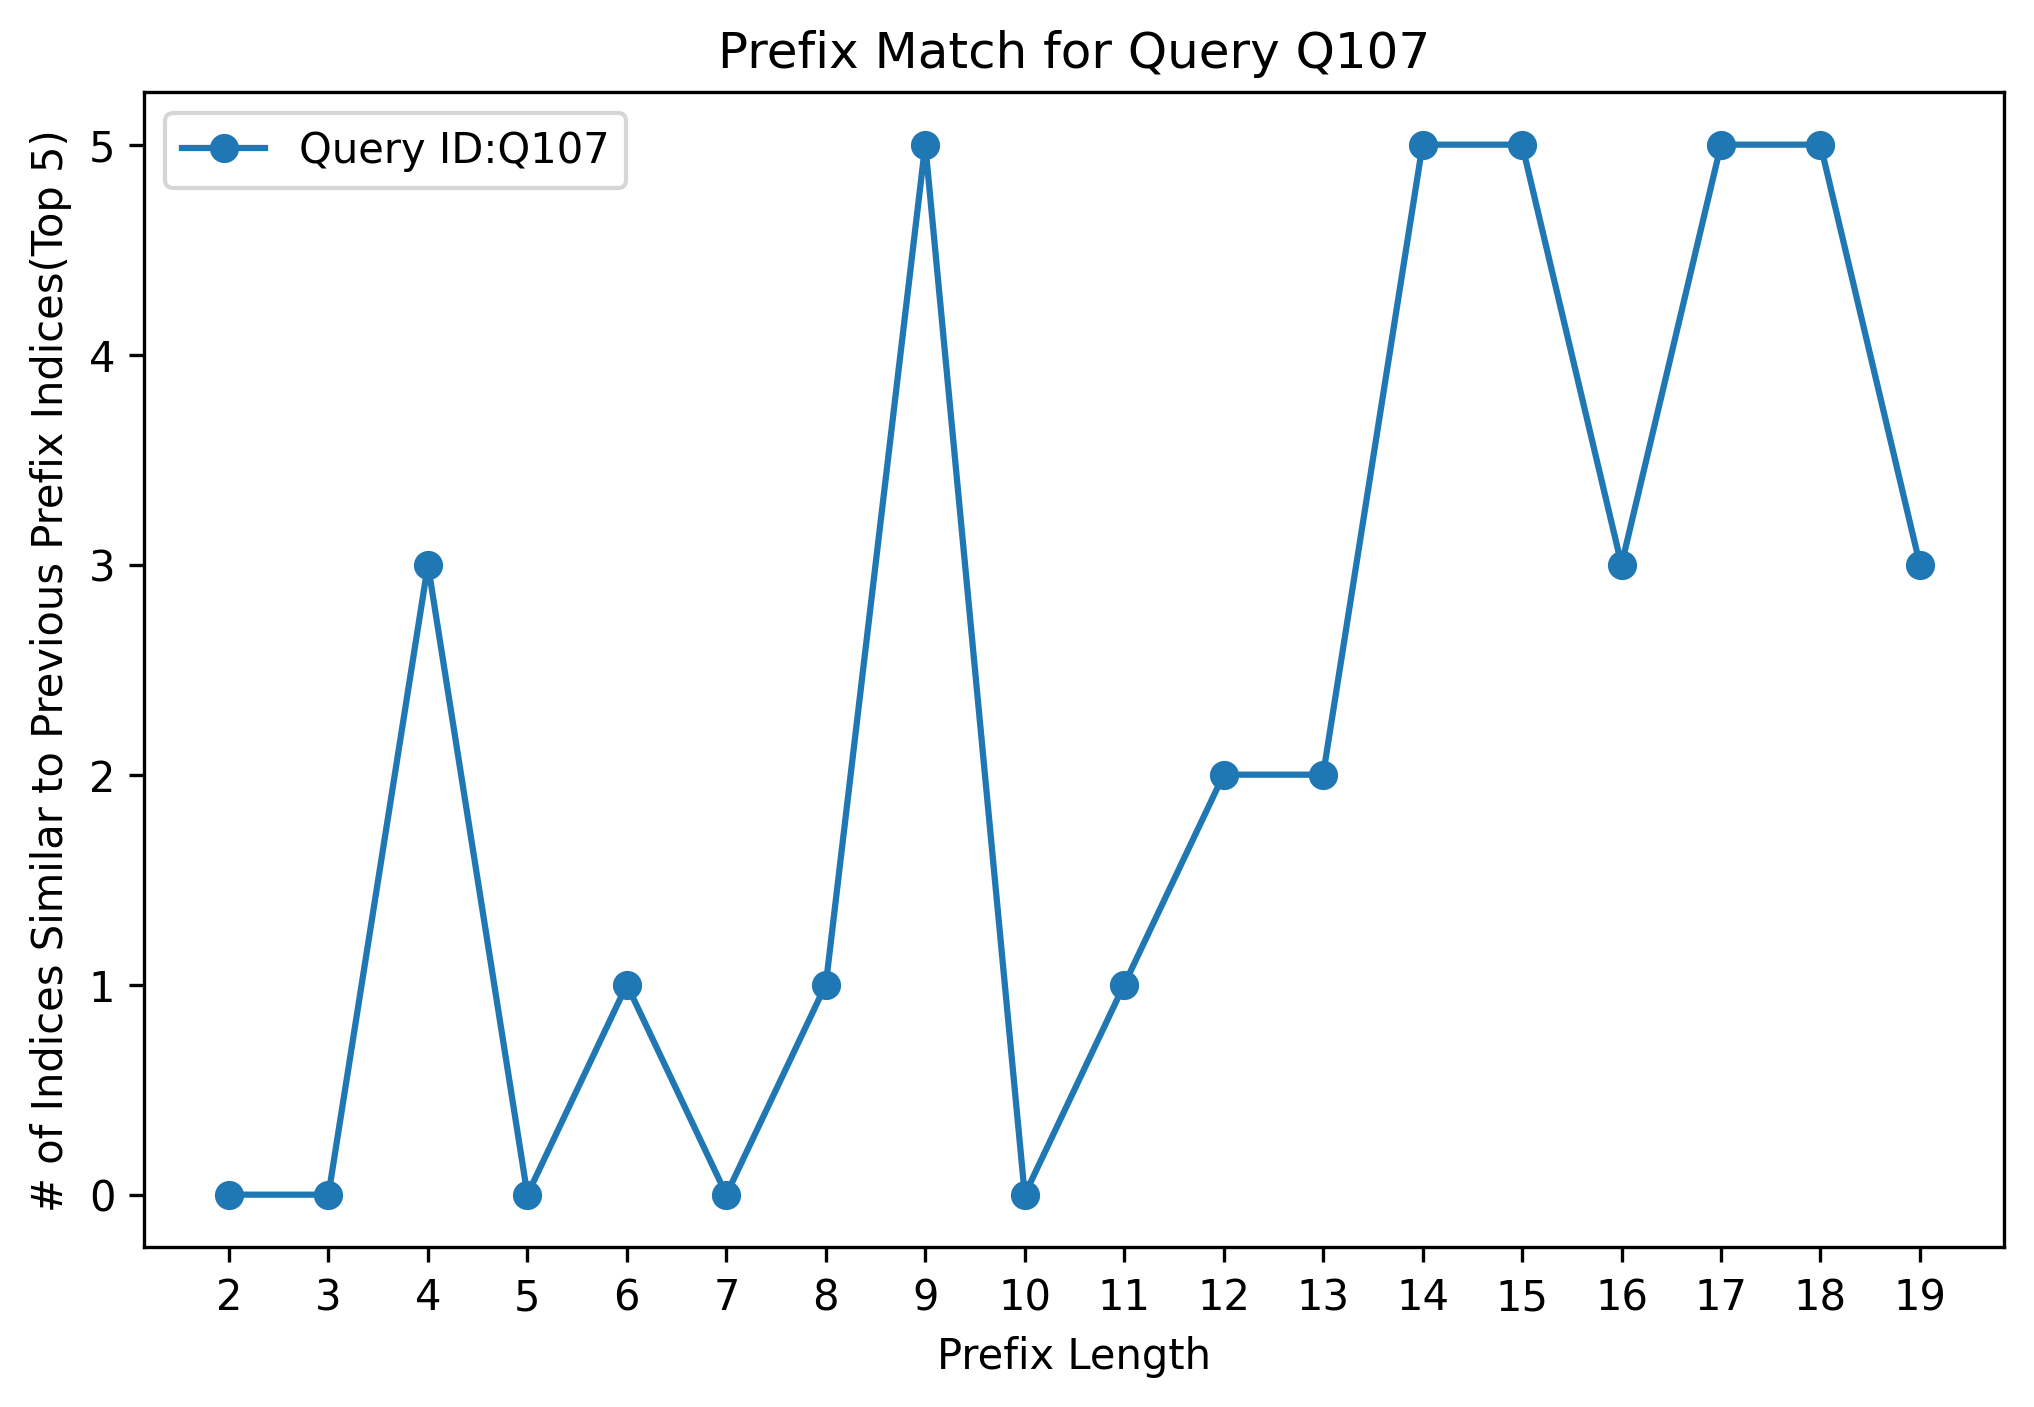 Prefix Match for Query Q107
Query ID:Q107
# of Indices Similar to Previous Prefix Indices(Top 5)
5
4
3
2
1
0
2 3 4 5 6 7 8 9 10 11 12 13 14 15 16 17 18 19
Prefix Length